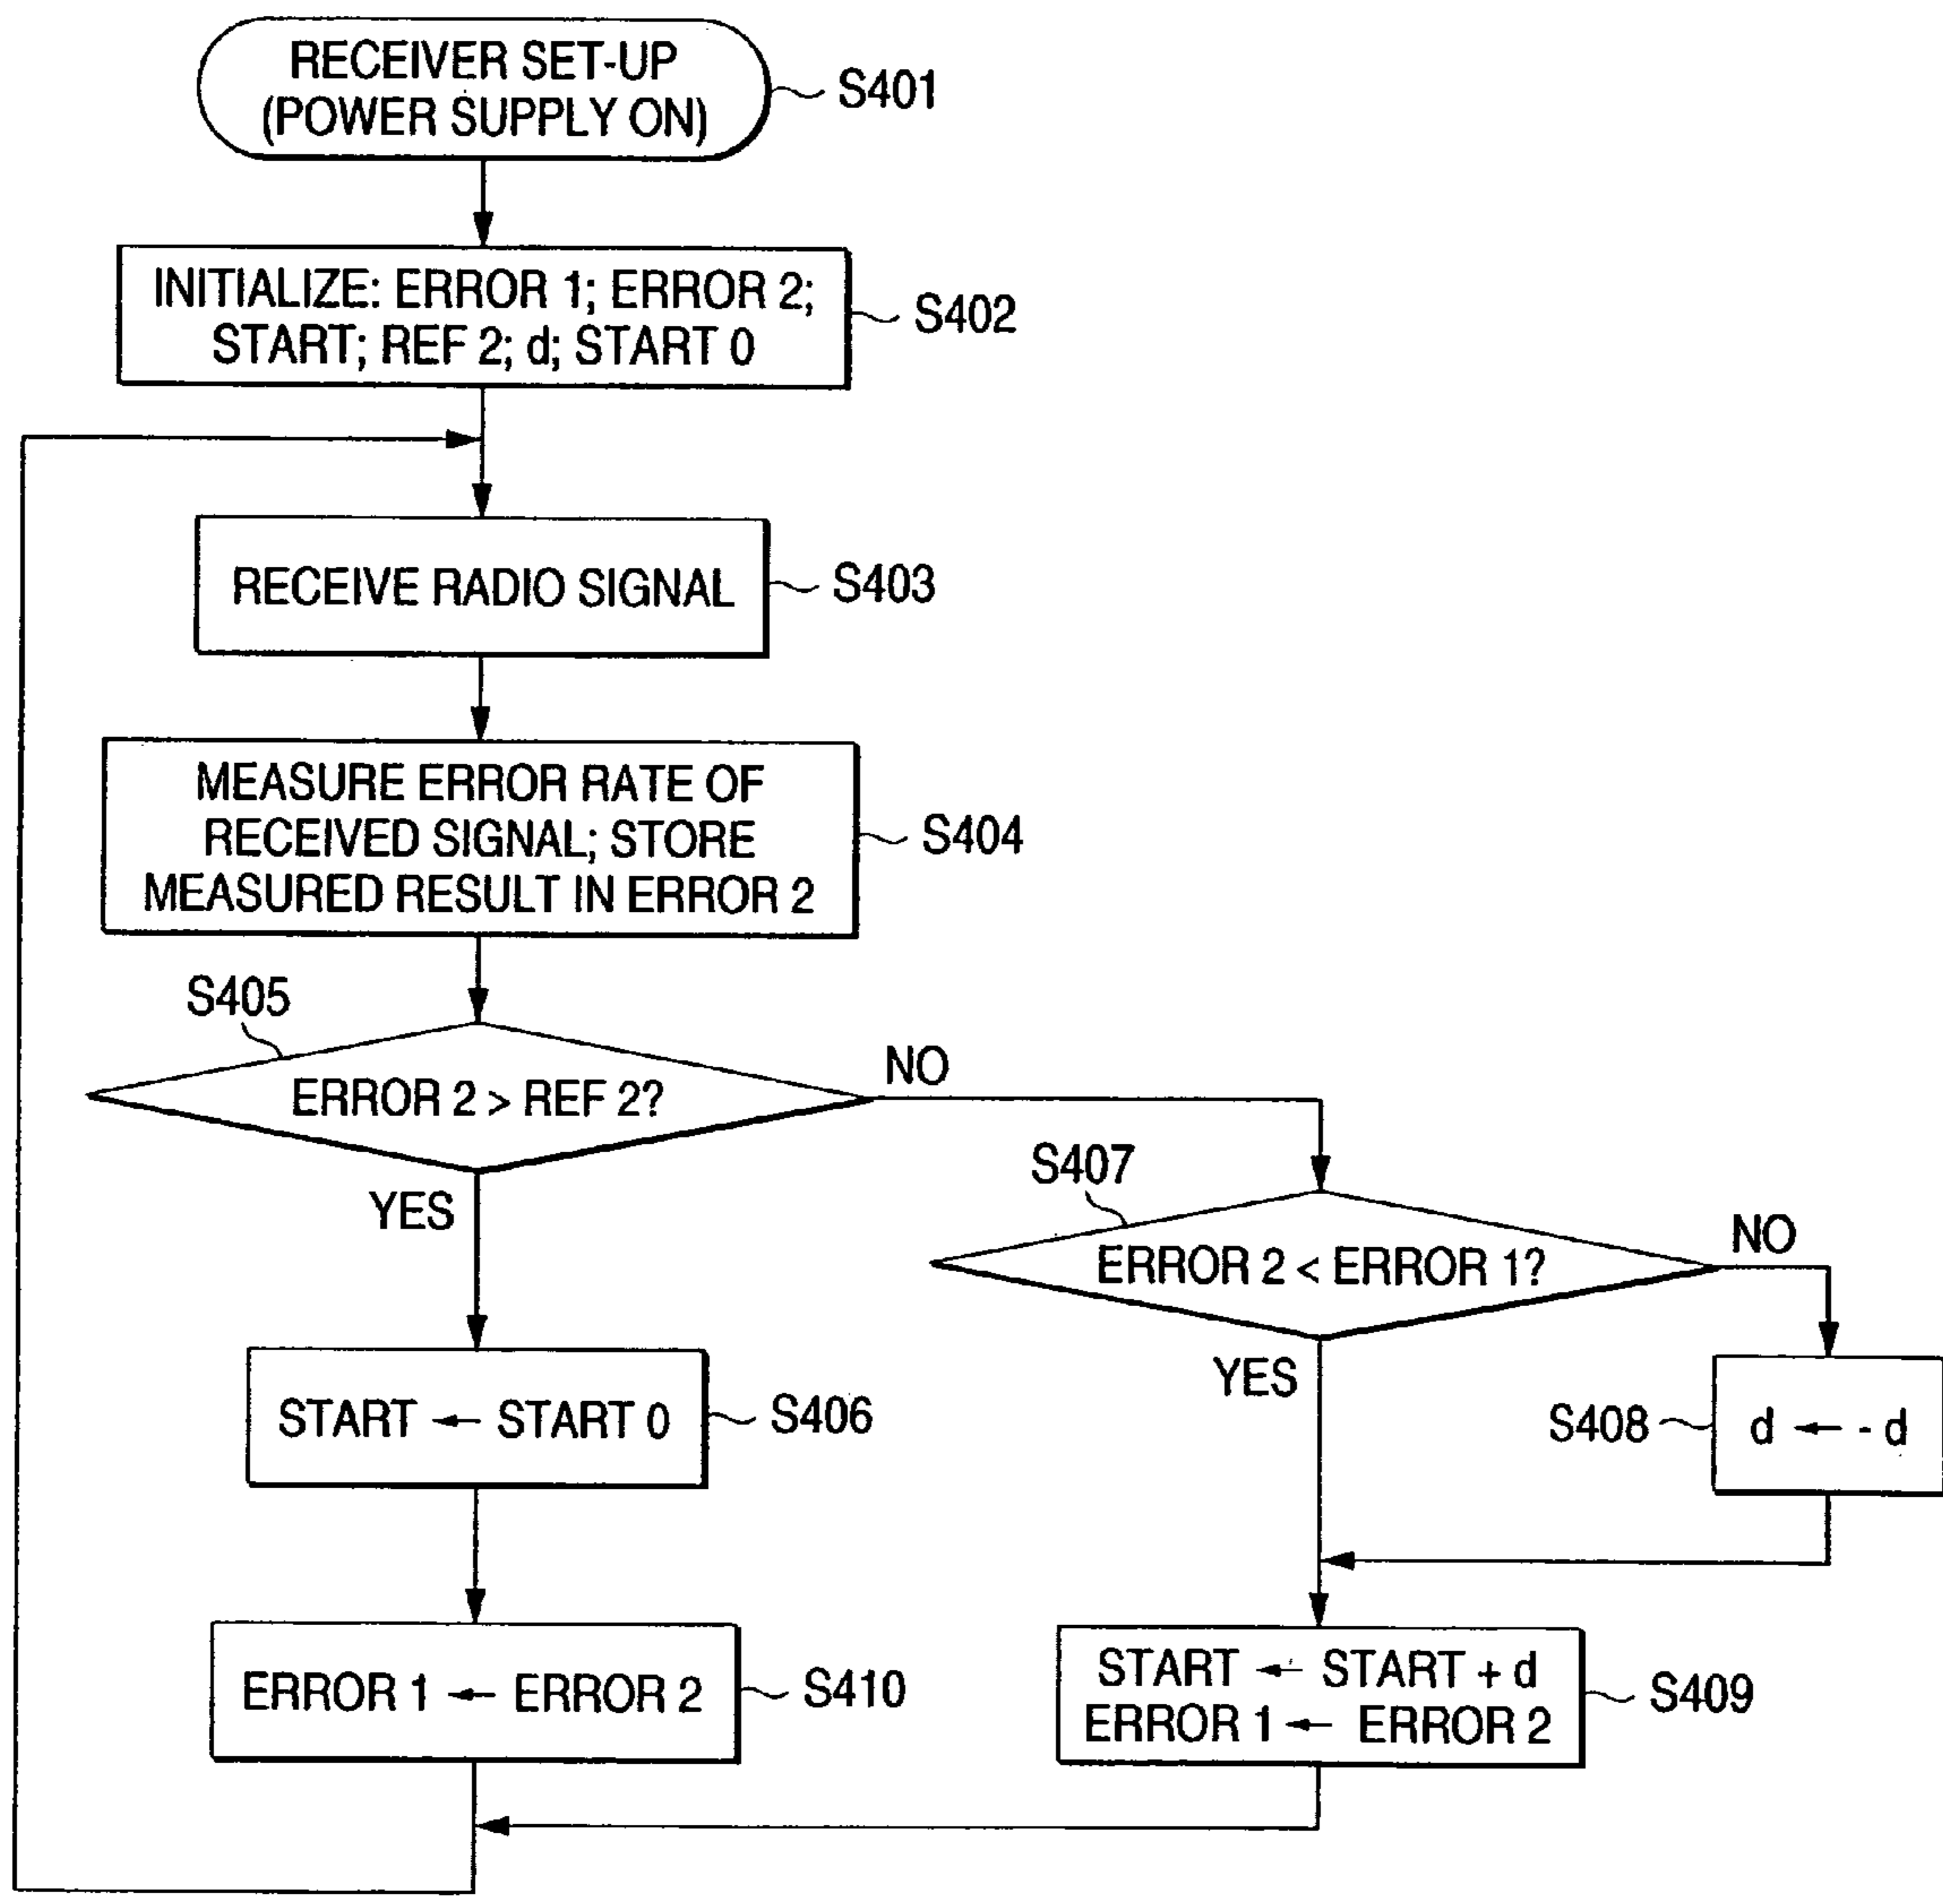 RECEIVER SET-UP
(POWER SUPPLY ON)
S401
INITIALIZE: ERROR 1; ERROR 2;
START; REF 2; d; START 0
S402
RECEIVE RADIO SIGNAL
S403
MEASURE ERROR RATE OF
RECEIVED SIGNAL; STORE
MEASURED RESULT IN ERROR 2
S404
S405
ERROR 2 > REF 2?
NO
YES
S407
ERROR 2 < ERROR 1?
NO
YES
START ← START 0
S406
S408
d ← - d
ERROR 1 ← ERROR 2
S410
START ← START + d
ERROR 1 ← ERROR 2
S409